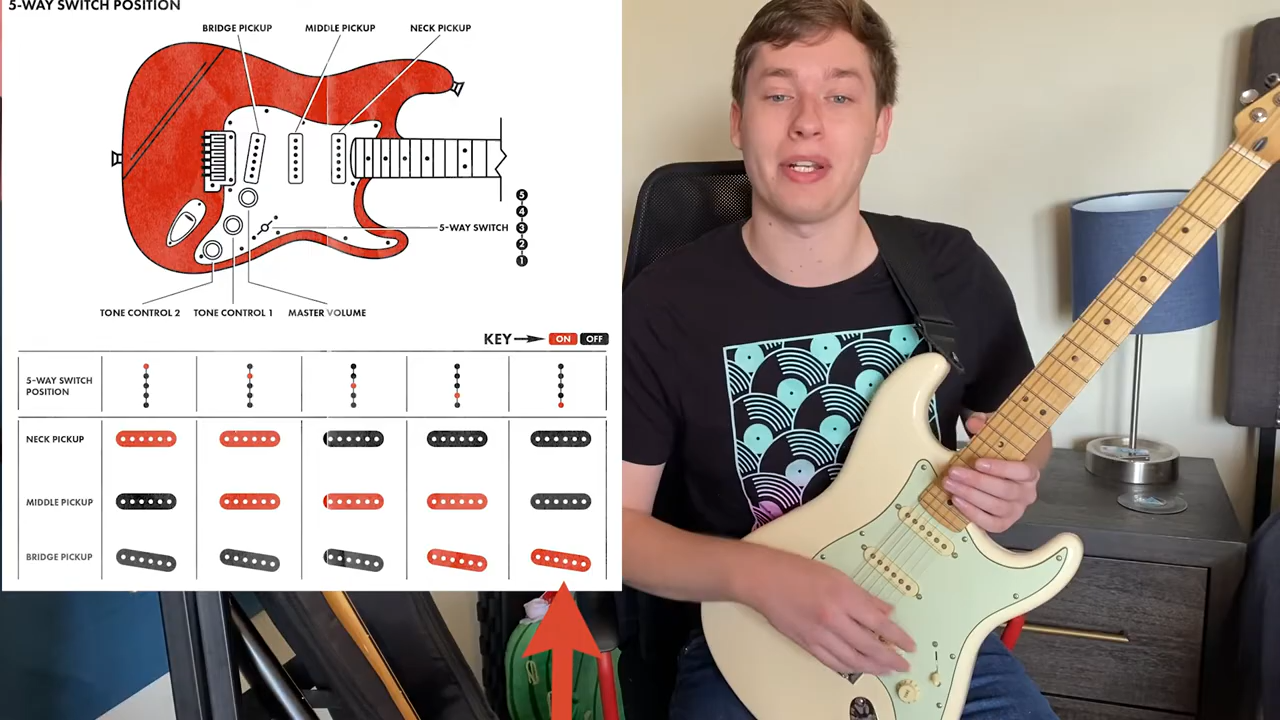 5-WAY SWITCH POSITION
BRIDGE PICKUP MIDDLE PICKUP NECK PICKUP
5
4
5-WAY SWITCH 3
2
1
TONE CONTROL 2 TONE CONTROL 1 MASTER VOLUME
KEY ON OFF
5-WAY SWITCH
POSITION
NECK PICKUP
MIDDLE PICKUP
BRIDGE PICKUP